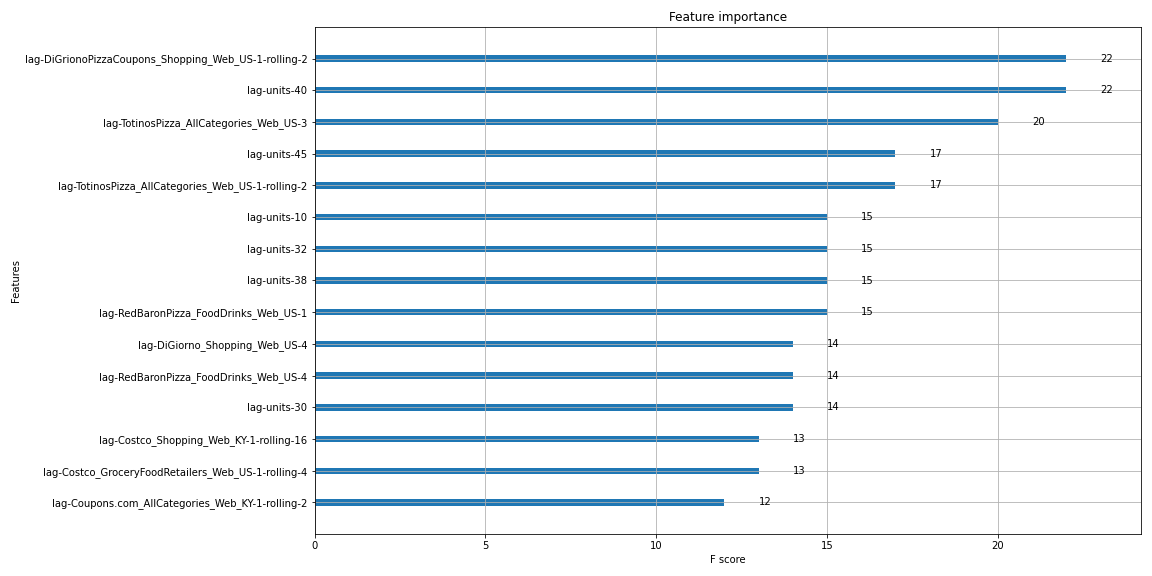 Feature importance
lag-DiGrionoPizzaCoupons_Shopping_Web_US-1-rolling-2 22
lag-units-40 22
lag-TotinosPizza_AllCategories_Web_US-3 20
lag-units-45 17
lag-TotinosPizza_AllCategories_Web_US-1-rolling-2 17
lag-units-10 15
lag-units-32 15
lag-units-38 15
lag-RedBaronPizza_FoodDrinks_Web_US-1 15
lag-DiGiorno_Shopping_Web_US-4 14
lag-RedBaronPizza_FoodDrinks_Web_US-4 14
lag-units-30 14
lag-Costco_Shopping_Web_KY-1-rolling-16 13
lag-Costco_GroceryFoodRetailers_Web_US-1-rolling-4 13
lag-Coupons.com_AllCategories_Web_KY-1-rolling-2 12
Features
0 5 10 15 20
F score